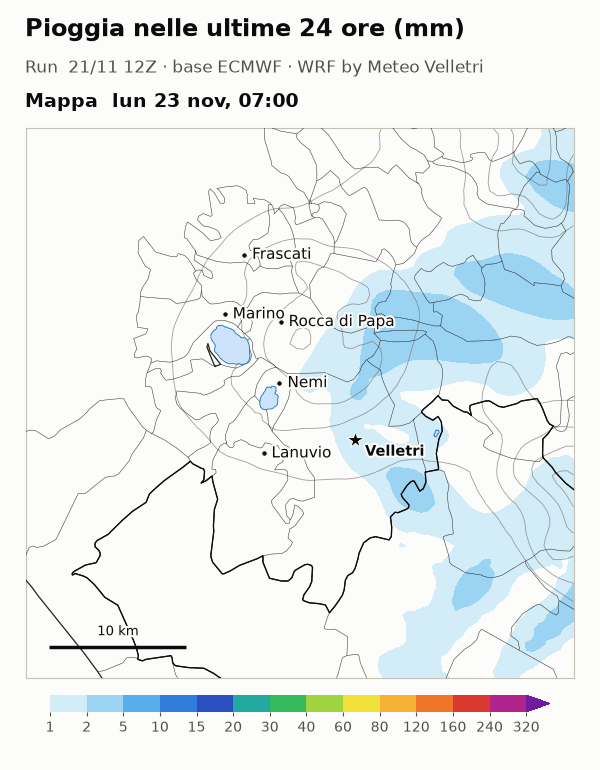 Pioggia nelle ultime 24 ore (mm)
Run  21/11 12Z · base ECMWF · WRF by Meteo Velletri
Mappa  lun 23 nov, 07:00
Frascati
Marino
Rocca di Papa
Nemi
Velletri
Lanuvio
10 km
1 2 5 10 15 20 30 40 60 80 120 160 240 320